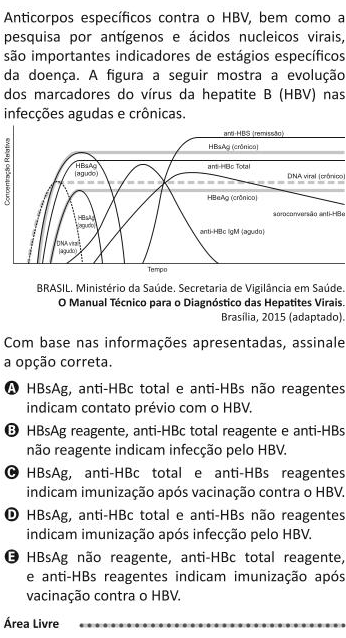 Anticorpos específicos contra o HBV, bem como a
pesquisa por antígenos e ácidos nucleicos virais,
são importantes indicadores de estágios específicos
da doença. A figura a seguir mostra a evolução
dos marcadores do vírus da hepatite B (HBV) nas
infecções agudas e crônicas.
Concentração Relativa
anti-HBS (remissão)
HBsAg (crônico)
HBsAg
(agudo)
anti-HBc Total
DNA viral (crônico)
HBeAg (crônico)
soroconversão anti-HBe
HBsAg
(agudo)
anti-HBc IgM (agudo)
DNA viral
(agudo)
Tempo
BRASIL. Ministério da Saúde. Secretaria de Vigilância em Saúde.
O Manual Técnico para o Diagnóstico das Hepatites Virais.
Brasília, 2015 (adaptado).
Com base nas informações apresentadas, assinale
a opção correta.
A HBsAg, anti-HBc total e anti-HBs não reagentes
indicam contato prévio com o HBV.
B HBsAg reagente, anti-HBc total reagente e anti-HBs
não reagente indicam infecção pelo HBV.
C HBsAg, anti-HBc total e anti-HBs reagentes
indicam imunização após vacinação contra o HBV.
D HBsAg, anti-HBc total e anti-HBs não reagentes
indicam imunização após infecção pelo HBV.
E HBsAg não reagente, anti-HBc total reagente,
e anti-HBs reagentes indicam imunização após
vacinação contra o HBV.
Área Livre